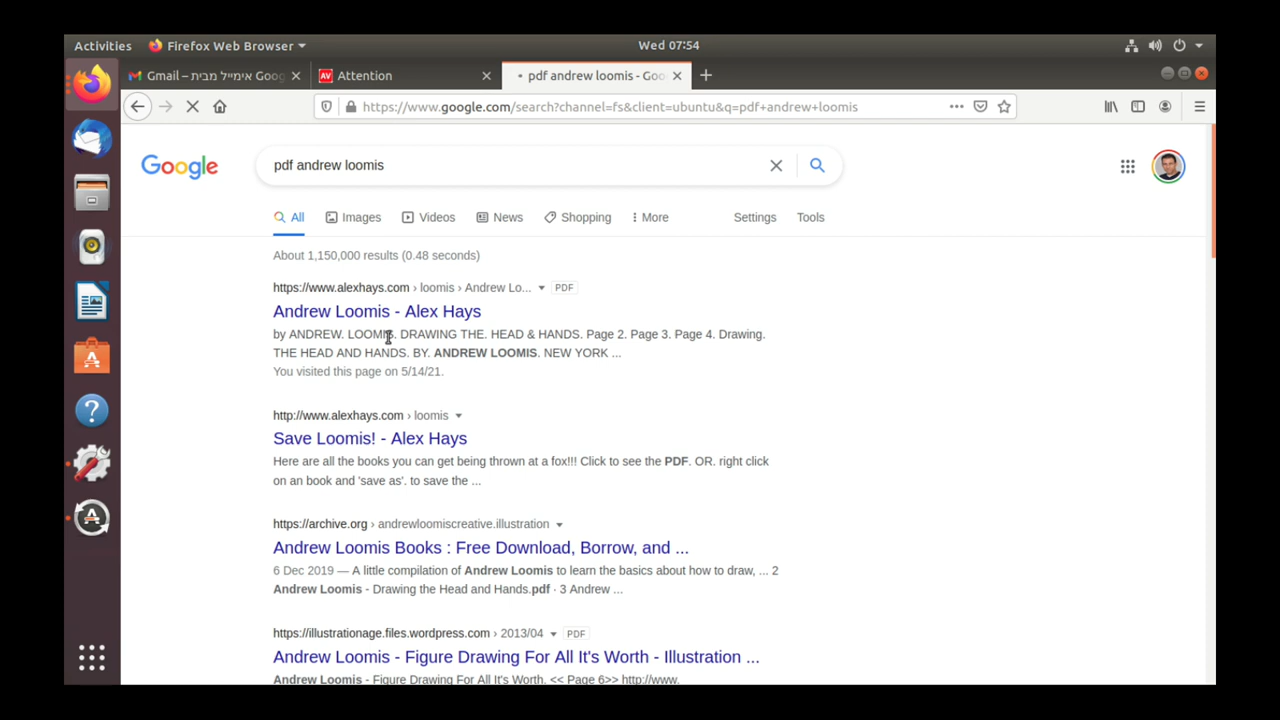 Activities
Firefox Web Browser
Wed 07:54
Gmail – אימייל מבית Goog
AV Attention
pdf andrew loomis - Goo
https://www.google.com/search?channel=fs&client=ubuntu&q=pdf+andrew+loomis
Google
pdf andrew loomis
All
Images
Videos
News
Shopping
More
Settings
Tools
About 1,150,000 results (0.48 seconds)
https://www.alexhays.com › loomis › Andrew Lo... PDF
Andrew Loomis - Alex Hays
by ANDREW. LOOMIS. DRAWING THE. HEAD & HANDS. Page 2. Page 3. Page 4. Drawing.
THE HEAD AND HANDS. BY. ANDREW LOOMIS. NEW YORK ...
You visited this page on 5/14/21.
http://www.alexhays.com › loomis
Save Loomis! - Alex Hays
Here are all the books you can get being thrown at a fox!!! Click to see the PDF. OR. right click
on an book and 'save as'. to save the ...
https://archive.org › andrewloomiscreative.illustration
Andrew Loomis Books : Free Download, Borrow, and ...
6 Dec 2019 — A little compilation of Andrew Loomis to learn the basics about how to draw, ... 2
Andrew Loomis - Drawing the Head and Hands.pdf · 3 Andrew ...
https://illustrationage.files.wordpress.com › 2013/04 PDF
Andrew Loomis - Figure Drawing For All It's Worth - Illustration ...
Andrew Loomis - Figure Drawing For All It's Worth. << Page 6>> http://www.